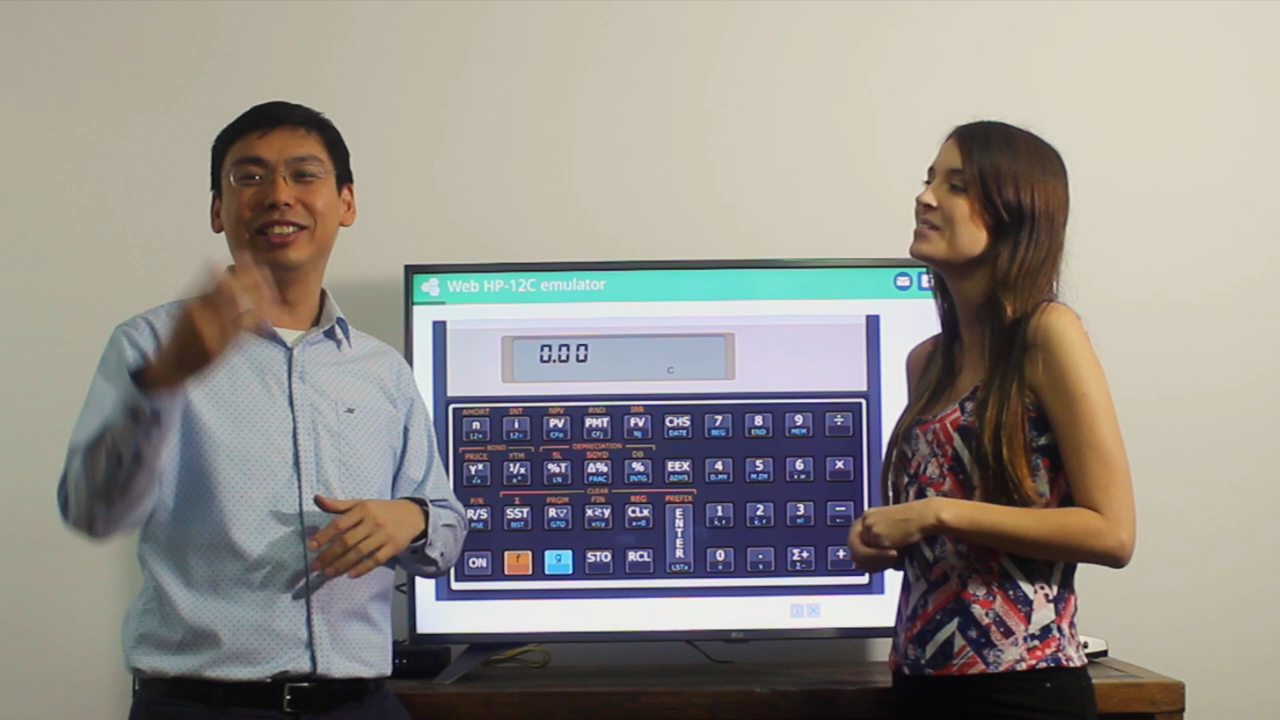 Web HP-12C emulator
0.00
C
AMORT INT NPV RND IRR
n i PV PMT FV CHS 7 8 9 ÷
12× 12÷ CFo CFj Nj DATE BEG END MEM
BOND DEPRECIATION
PRICE YTM SL SOYD DB
Yˣ 1/x %T Δ% % EEX 4 5 6 ×
FRAC INTG ΔDYS D.MY M.DY
CLEAR
P/R Σ PRGM FIN REG PREFIX
R/S SST R▽ x≷y CLx ENTER 1 2 3 −
PSE BST GTO x≤y x=0
ON f g STO RCL 0 . Σ+ +
LSTx Σ-
LG